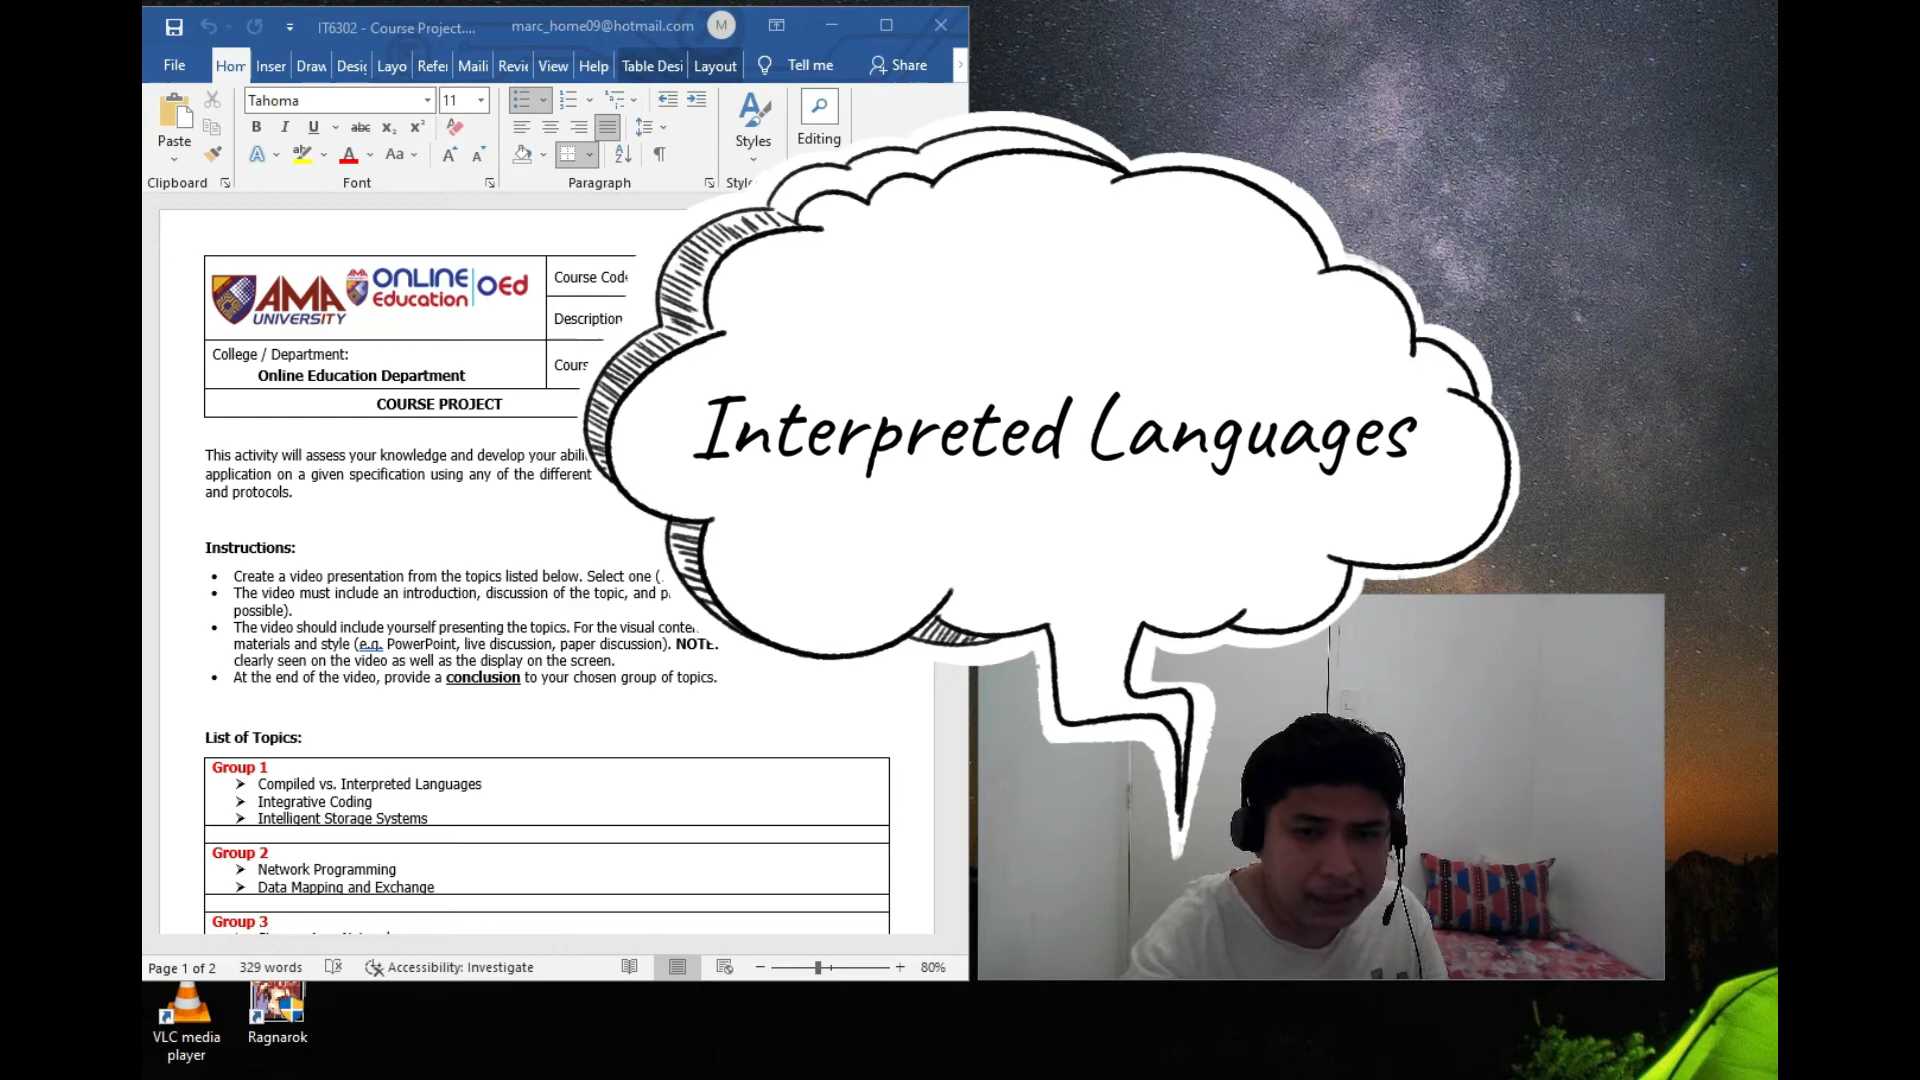 IT6302 - Course Project....
marc_home09@hotmail.com
M
File
Hom
Inser
Draw
Desig
Layo
Refer
Maili
Revie
View
Help
Table Desi
Layout
Tell me
Share
Tahoma
11
Paste
Styles
Editing
Clipboard
Font
Paragraph
AMA
UNIVERSITY
AMA
ONLINE
Education
OEd
Course Code
Description
College / Department:
Online Education Department
COURSE PROJECT
This activity will assess your knowledge and develop your
application on a given specification using any of the different
and protocols.
Instructions:
• Create a video presentation from the topics listed below. Select one (
• The video must include an introduction, discussion of the topic, and
possible).
• The video should include yourself presenting the topics. For the visual
materials and style (e.g. PowerPoint, live discussion, paper discussion). NOTE.
clearly seen on the video as well as the display on the screen.
• At the end of the video, provide a conclusion to your chosen group of topics.
List of Topics:
Group 1
➢ Compiled vs. Interpreted Languages
➢ Integrative Coding
➢ Intelligent Storage Systems
Group 2
➢ Network Programming
➢ Data Mapping and Exchange
Group 3
Interpreted Languages
Page 1 of 2
329 words
Accessibility: Investigate
80%
VLC media
player
Ragnarok